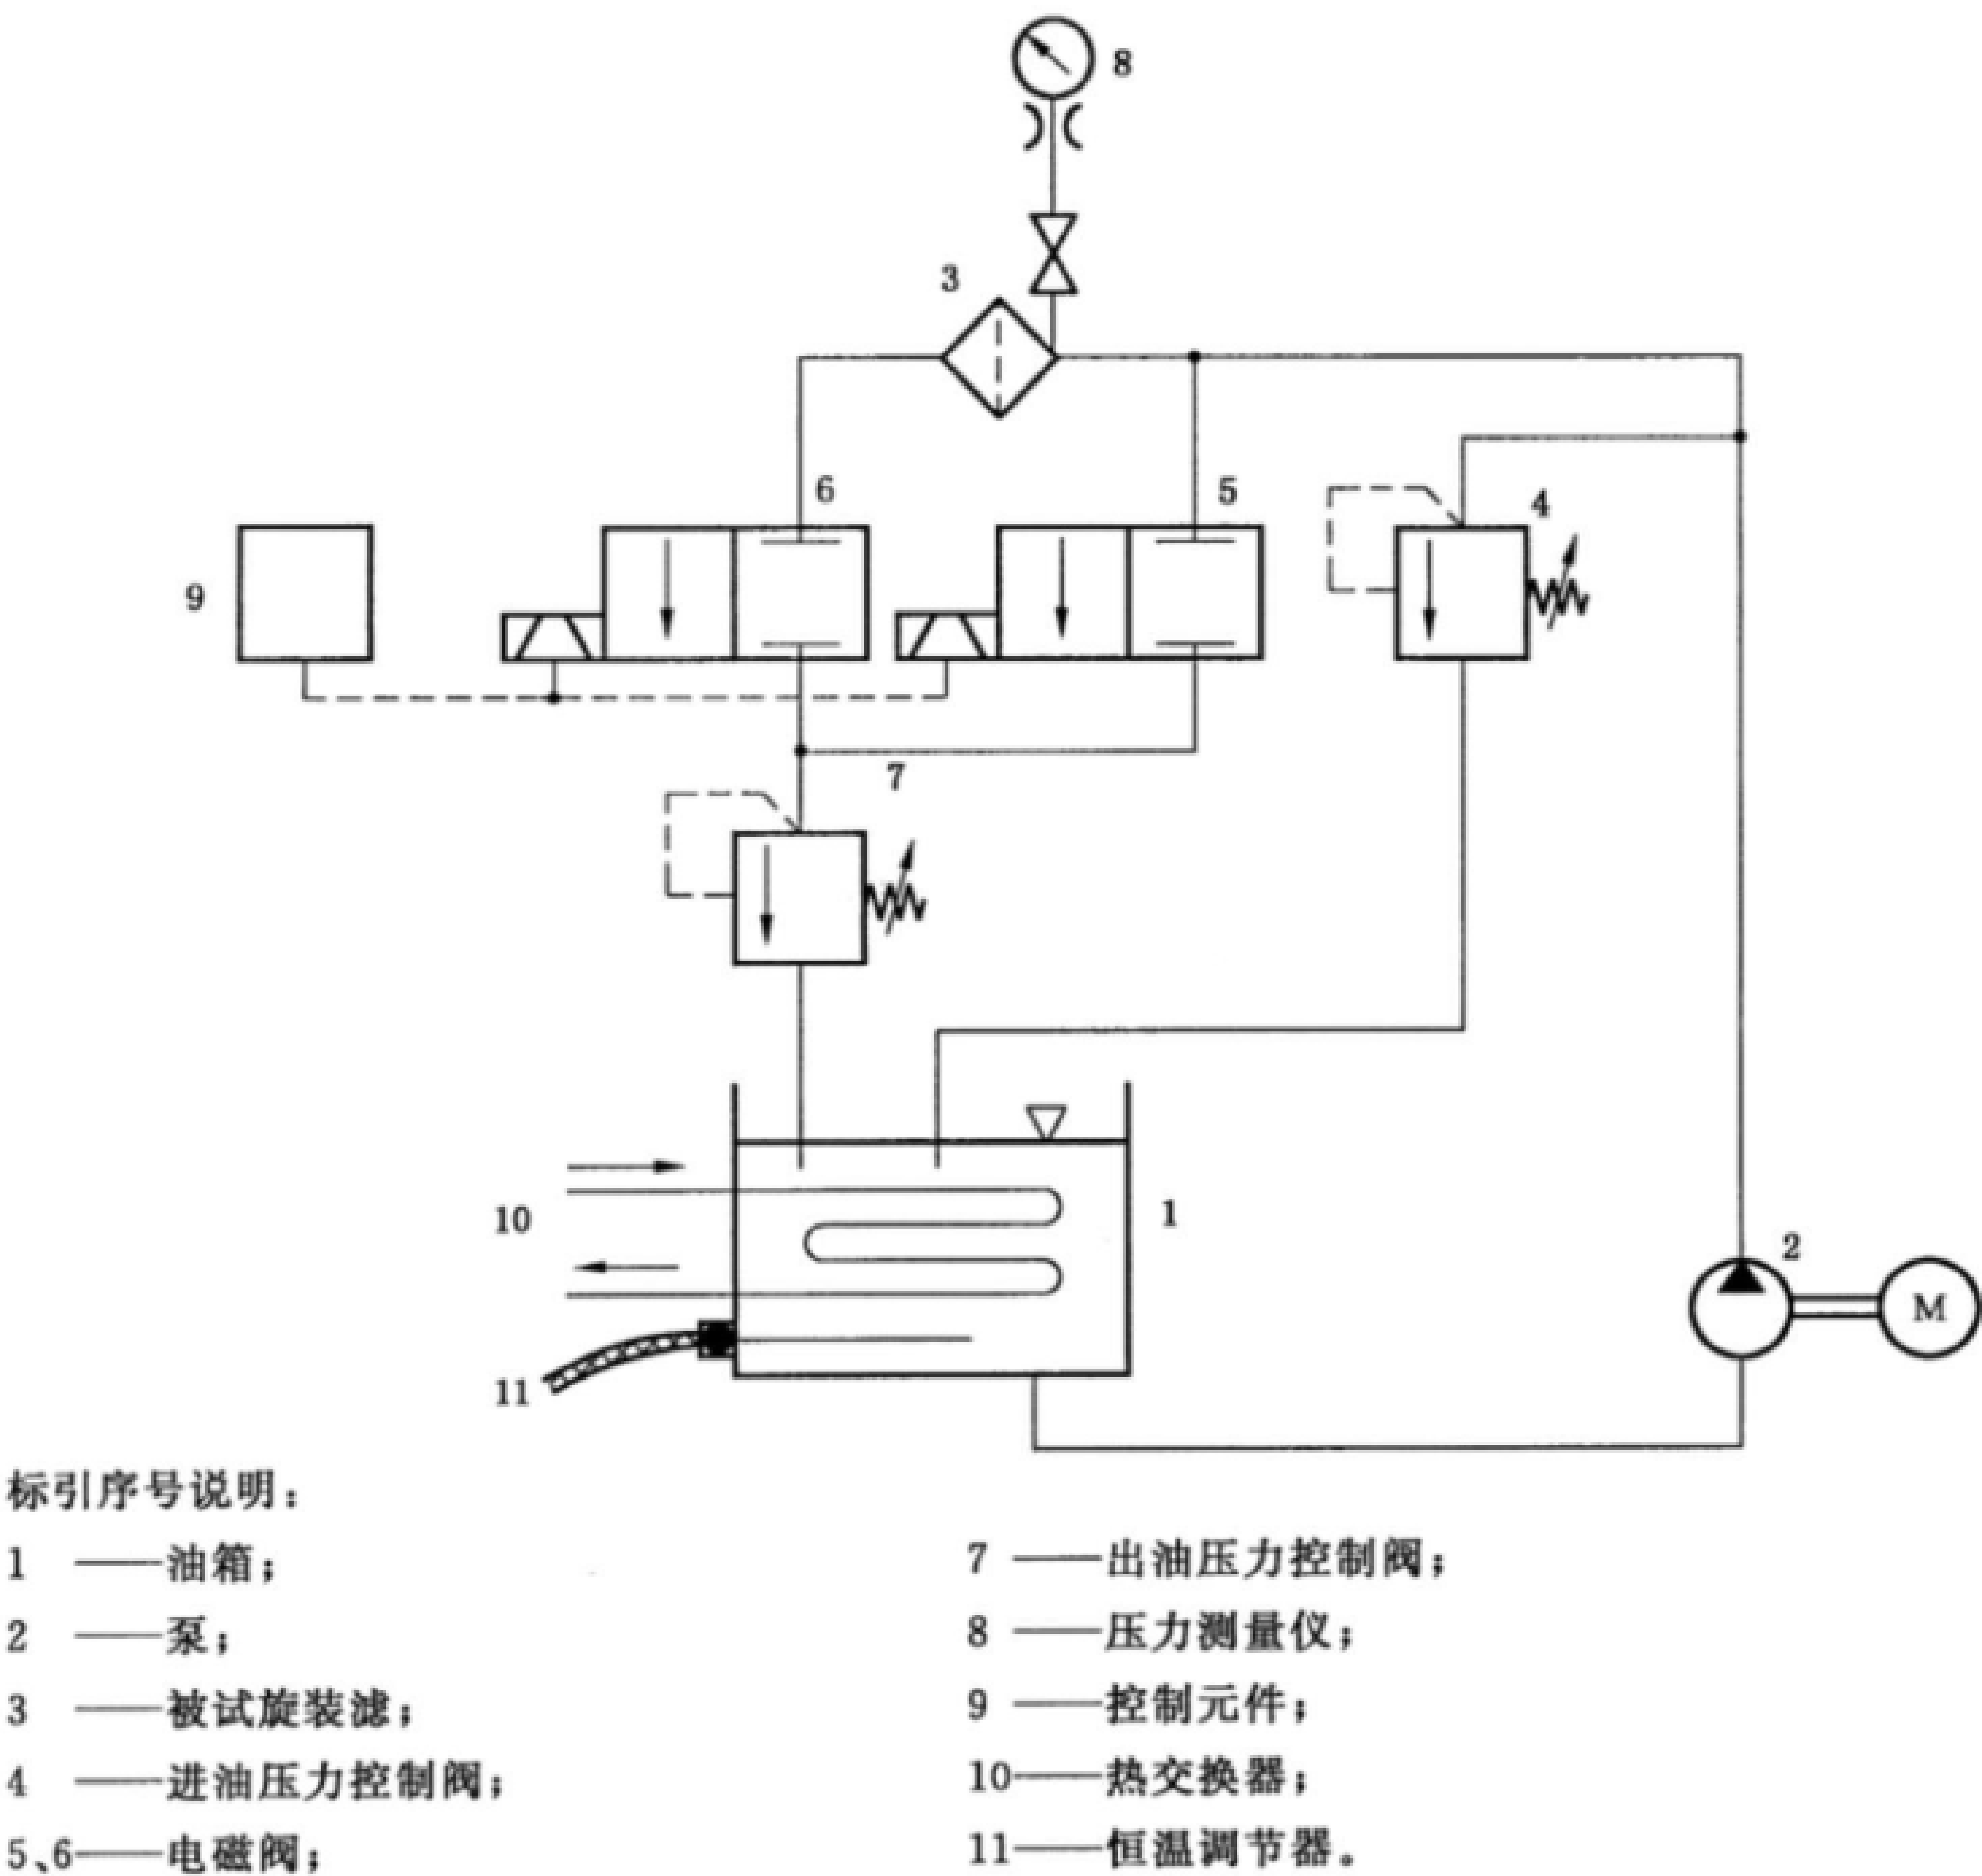 8
3
6
5
4
9
7
10
1
2
M
11
标引序号说明：
1 ——油箱；
2 ——泵；
3 ——被试旋装滤；
4 ——进油压力控制阀；
5、6——电磁阀；
7 ——出油压力控制阀；
8 ——压力测量仪；
9 ——控制元件；
10——热交换器；
11——恒温调节器。